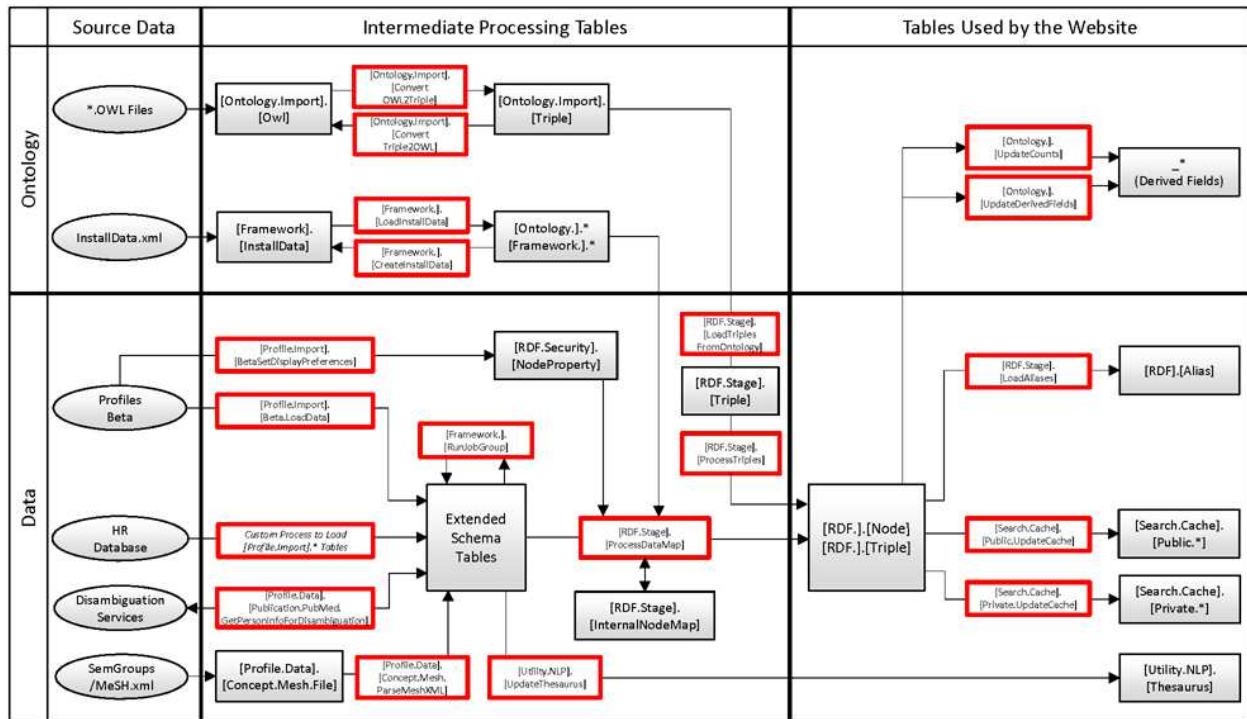 Source Data
Intermediate Processing Tables
Tables Used by the Website
Ontology
*.OWL Files
[Ontology.Import].
[Owl]
[Ontology.Import].
[Convert
OWL2Triple]
[Ontology.Import].
[Convert
Triple2OWL]
[Ontology.Import].
[Triple]
[Ontology.].
[UpdateCounts]
[Ontology.].
[UpdateDerivedFields]
_*
(Derived Fields)
InstallData.xml
[Framework].
[InstallData]
[Framework.].
[LoadInstallData]
[Framework.].
[CreateInstallData]
[Ontology.].*
[Framework.].*
Data
Profiles
Beta
[Profile.Import].
[BetaSetDisplayPreferences]
[Profile.Import].
[Beta.LoadData]
[RDF.Security].
[NodeProperty]
[RDF.Stage].
[LoadTriples
FromOntology]
[RDF.Stage].
[Triple]
[RDF.Stage].
[ProcessTriples]
[RDF.Stage].
[LoadAliases]
[RDF].[Alias]
[Framework.].
[RunJobGroup]
HR
Database
Custom Process to Load
[Profile.Import].* Tables
Extended
Schema
Tables
[RDF.Stage].
[ProcessDataMap]
[RDF.Stage].
[InternalNodeMap]
[RDF.].[Node]
[RDF.].[Triple]
[Search.Cache].
[Public.UpdateCache]
[Search.Cache].
[Public.*]
Disambiguation
Services
[Profile.Data].
[Publication.PubMed.
GetPersonInfoForDisambiguation]
[Search.Cache].
[Private.UpdateCache]
[Search.Cache].
[Private.*]
SemGroups
/MeSH.xml
[Profile.Data].
[Concept.Mesh.File]
[Profile.Data].
[Concept.Mesh.
ParseMeshXML]
[Utility.NLP].
[UpdateThesaurus]
[Utility.NLP].
[Thesaurus]